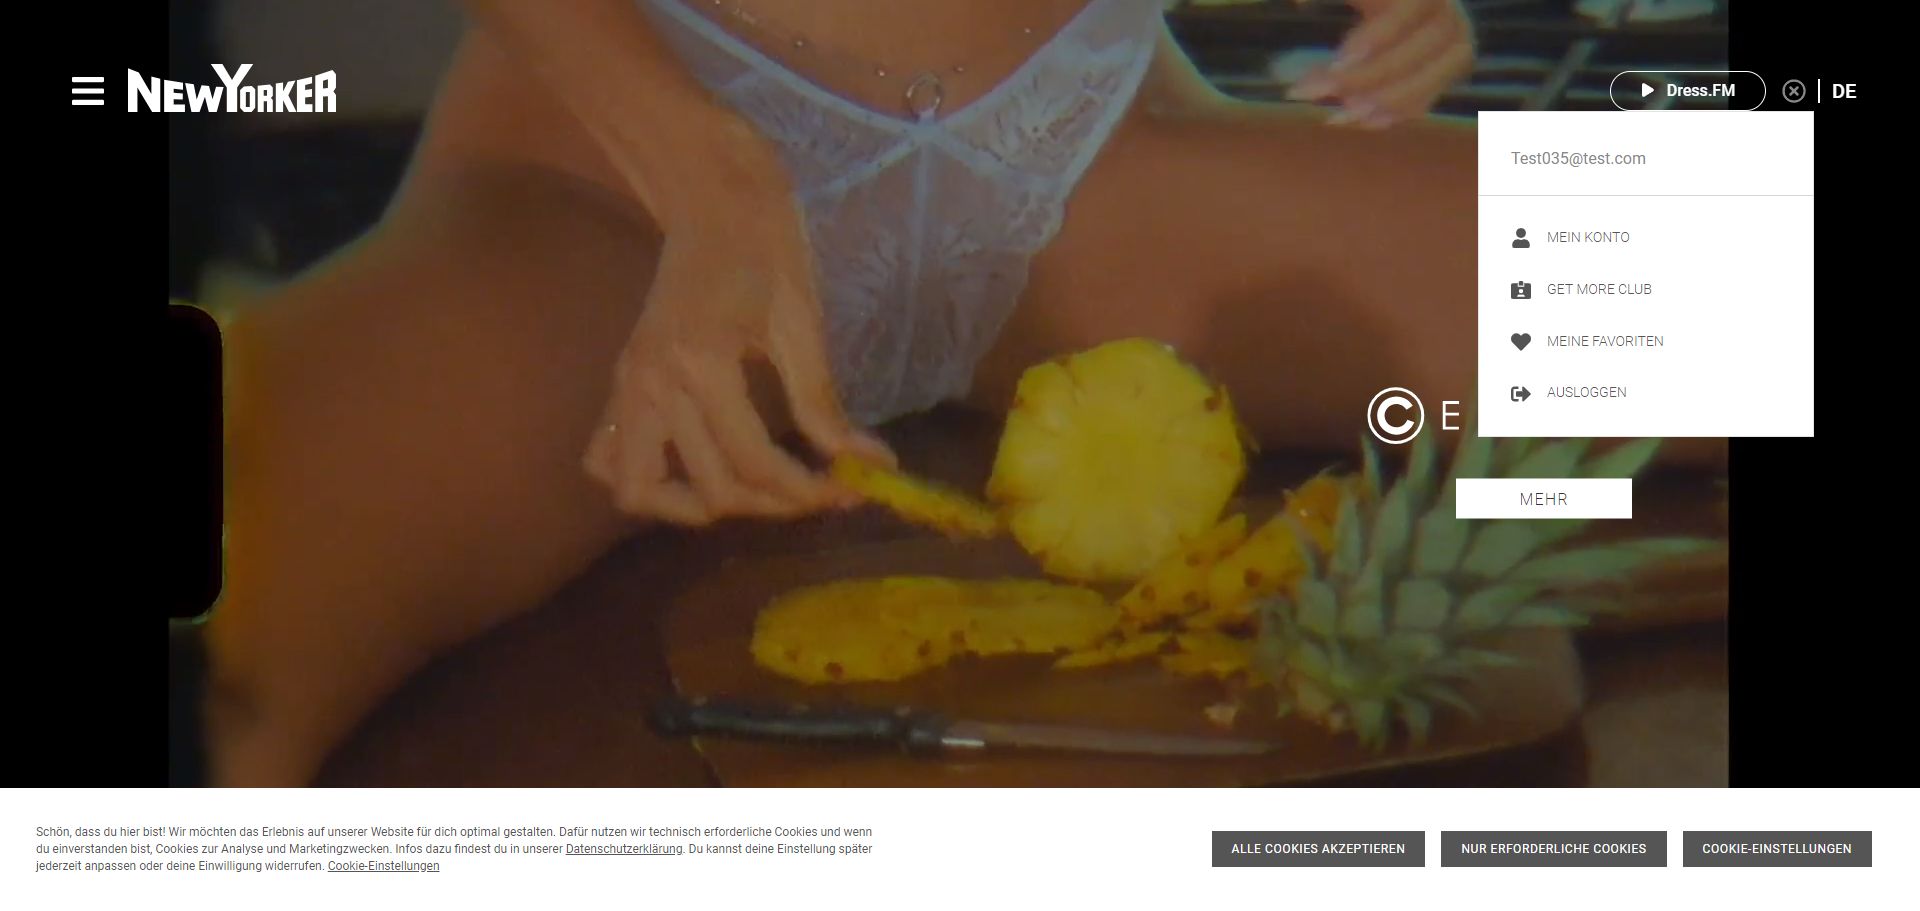 NEWYORKER
Dress.FM
DE
Test035@test.com
MEIN KONTO
GET MORE CLUB
MEINE FAVORITEN
AUSLOGGEN
© E
MEHR
Schön, dass du hier bist! Wir möchten das Erlebnis auf unserer Website für dich optimal gestalten. Dafür nutzen wir technisch erforderliche Cookies und wenn
du einverstanden bist, Cookies zur Analyse und Marketingzwecken. Infos dazu findest du in unserer Datenschutzerklärung. Du kannst deine Einstellung später
jederzeit anpassen oder deine Einwilligung widerrufen. Cookie-Einstellungen
ALLE COOKIES AKZEPTIEREN
NUR ERFORDERLICHE COOKIES
COOKIE-EINSTELLUNGEN